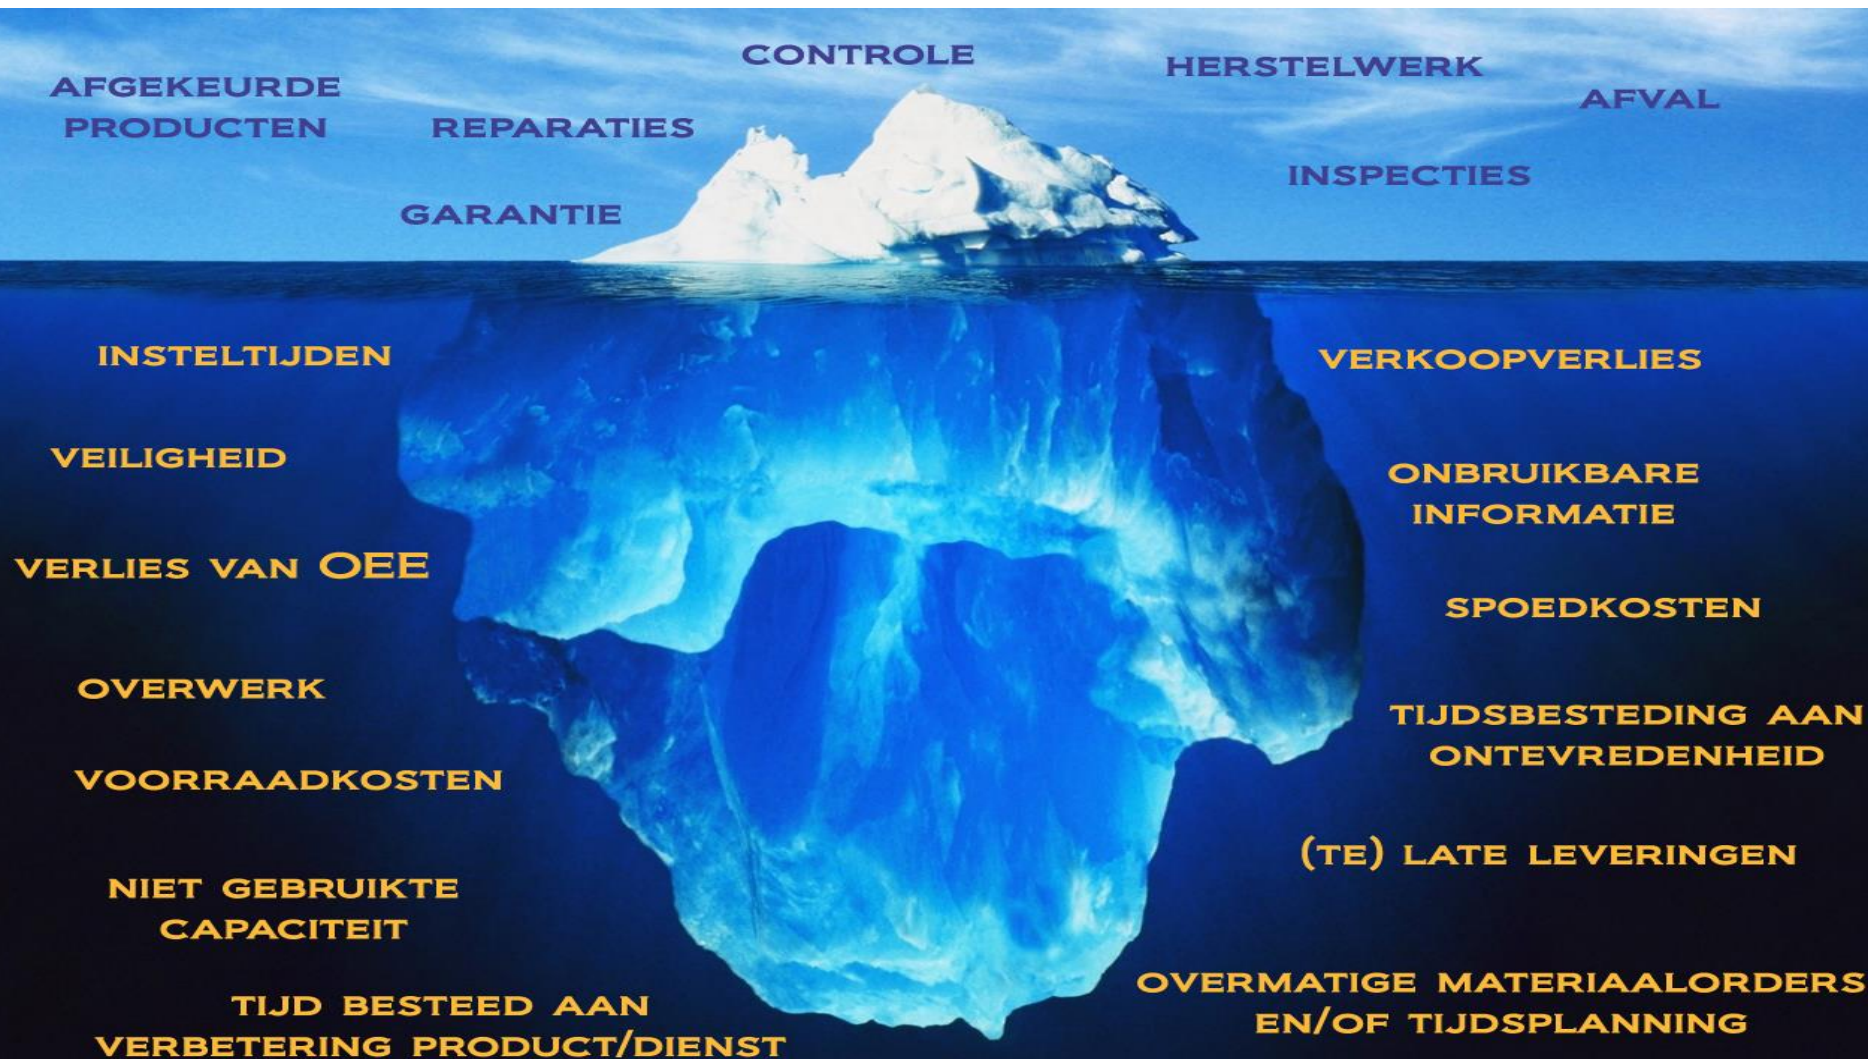 CONTROLE
HERSTELWERK
AFGEKEURDE
PRODUCTEN
AFVAL
REPARATIES
INSPECTIES
GARANTIE
INSTELTIJDEN
VERKOOPVERLIES
VEILIGHEID
ONBRUIKBARE
INFORMATIE
VERLIES VAN OEE
SPOEDKOSTEN
OVERWERK
TIJDSBESTEDING AAN
ONTEVREDENHEID
VOORRAADKOSTEN
(TE) LATE LEVERINGEN
NIET GEBRUIKTE
CAPACITEIT
OVERMATIGE MATERIAALORDERS
EN/OF TIJDSPLANNING
TIJD BESTEED AAN
VERBETERING PRODUCT/DIENST